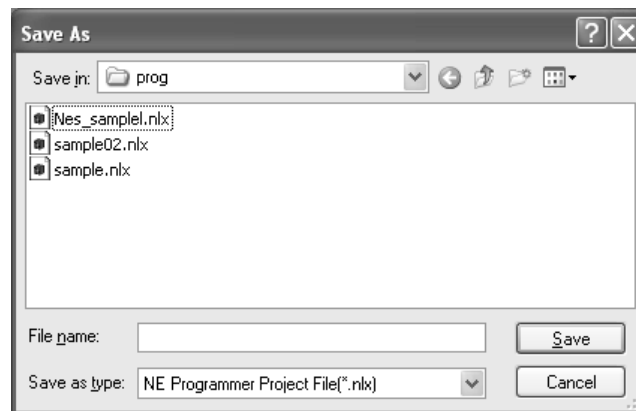 Save As
Save in: prog
Nes_samplel.nlx
sample02.nlx
sample.nlx
File name:
Save
Save as type: NE Programmer Project File(*.nlx)
Cancel